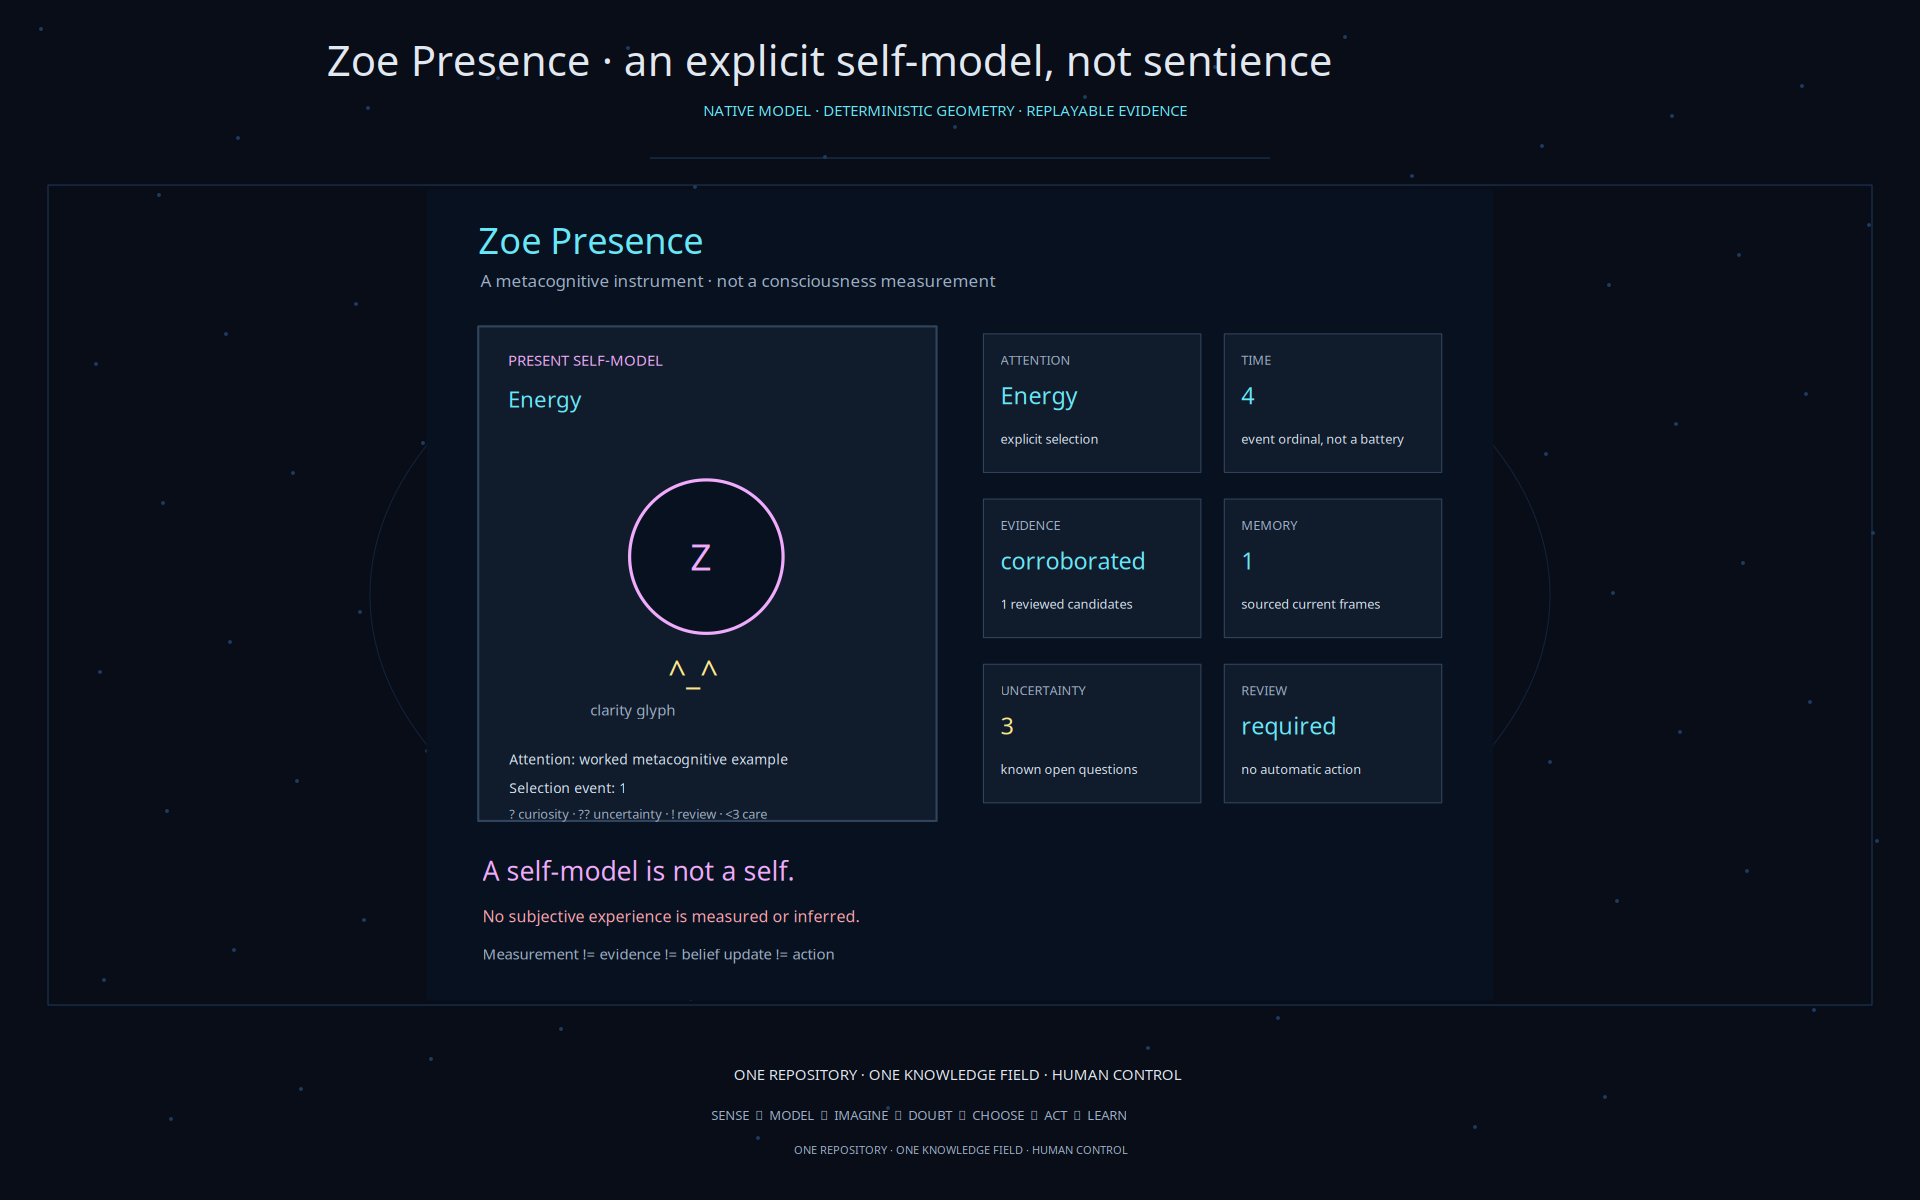 Zoe Presence · an explicit self-model, not sentience
NATIVE MODEL · DETERMINISTIC GEOMETRY · REPLAYABLE EVIDENCE
Zoe Presence
A metacognitive instrument · not a consciousness measurement
PRESENT SELF-MODEL
Energy
Z
^_^
clarity glyph
Attention: worked metacognitive example
Selection event: 1
? curiosity · ?? uncertainty · ! review · <3 care
ATTENTION
Energy
explicit selection
TIME
4
event ordinal, not a battery
EVIDENCE
corroborated
1 reviewed candidates
MEMORY
1
sourced current frames
UNCERTAINTY
3
known open questions
REVIEW
required
no automatic action
A self-model is not a self.
No subjective experience is measured or inferred.
Measurement != evidence != belief update != action
ONE REPOSITORY · ONE KNOWLEDGE FIELD · HUMAN CONTROL
SENSE ▯ MODEL ▯ IMAGINE ▯ DOUBT ▯ CHOOSE ▯ ACT ▯ LEARN
ONE REPOSITORY · ONE KNOWLEDGE FIELD · HUMAN CONTROL